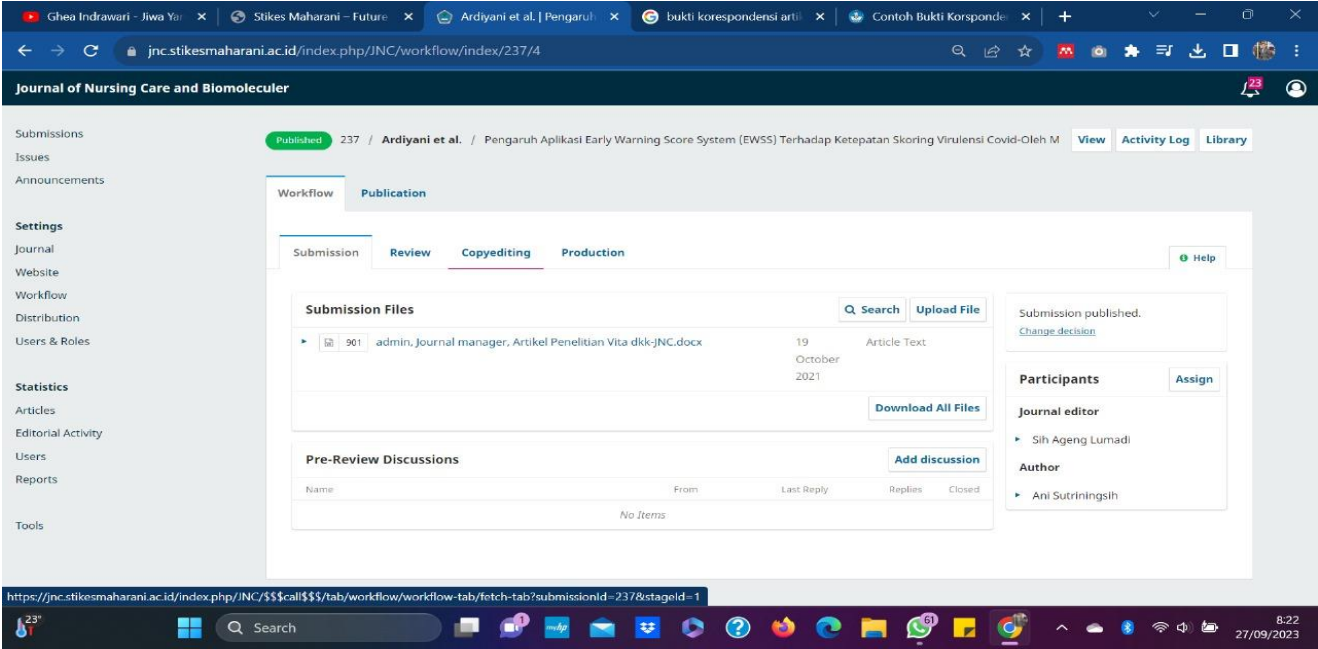 Ghea Indrawari - Jiwa Yan
Stikes Maharani – Future
Ardiyani et al. | Pengaruh
bukti korespondensi arti
Contoh Bukti Korsponde
jnc.stikesmaharani.ac.id/index.php/JNC/workflow/index/237/4
Journal of Nursing Care and Biomoleculer
23
Submissions
Issues
Announcements
Settings
Journal
Website
Workflow
Distribution
Users & Roles
Statistics
Articles
Editorial Activity
Users
Reports
Tools
Published 237 / Ardiyani et al. / Pengaruh Aplikasi Early Warning Score System (EWSS) Terhadap Ketepatan Skoring Virulensi Covid-Oleh M
View Activity Log Library
Workflow Publication
Submission Review Copyediting Production
Help
Submission Files
Search Upload File
901 admin, Journal manager, Artikel Penelitian Vita dkk-JNC.docx
19
October
2021
Article Text
Download All Files
Pre-Review Discussions
Add discussion
Name From Last Reply Replies Closed
No Items
Submission published.
Change decision
Participants Assign
Journal editor
Sih Ageng Lumadi
Author
Ani Sutriningsih
https://jnc.stikesmaharani.ac.id/index.php/JNC/$$$call$$$/tab/workflow/workflow-tab/fetch-tab?submissionId=237&stageId=1
23°
Search
1
myhp
61
8:22
27/09/2023